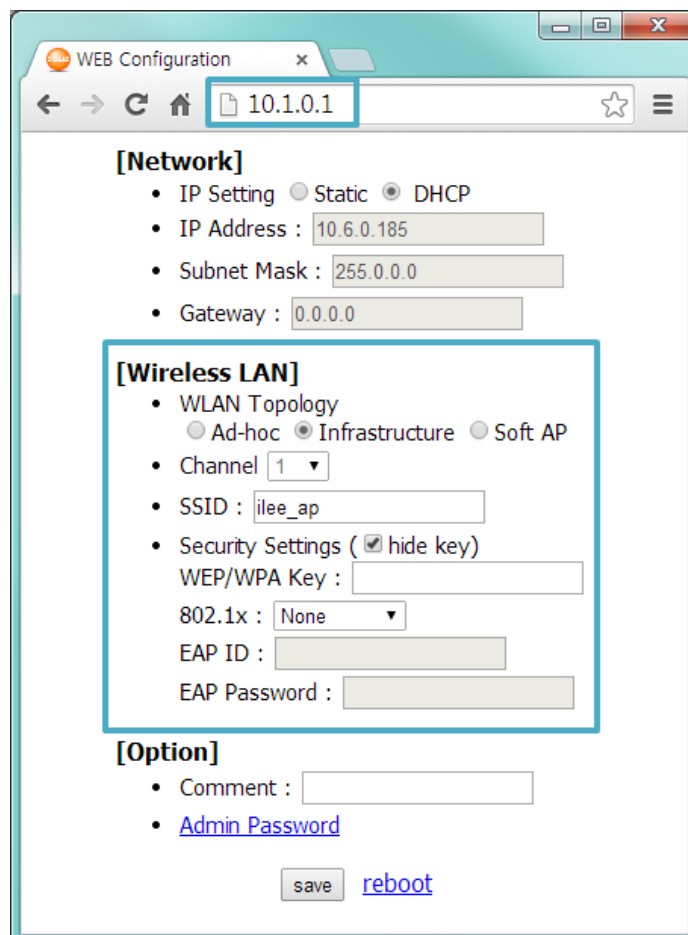 WEB Configuration
10.1.0.1
[Network]
• IP Setting Static DHCP
• IP Address : 10.6.0.185
• Subnet Mask : 255.0.0.0
• Gateway : 0.0.0.0
[Wireless LAN]
• WLAN Topology
Ad-hoc Infrastructure Soft AP
• Channel 1
• SSID : ilee_ap
• Security Settings ( hide key)
WEP/WPA Key :
802.1x : None
EAP ID :
EAP Password :
[Option]
• Comment :
• Admin Password
save reboot